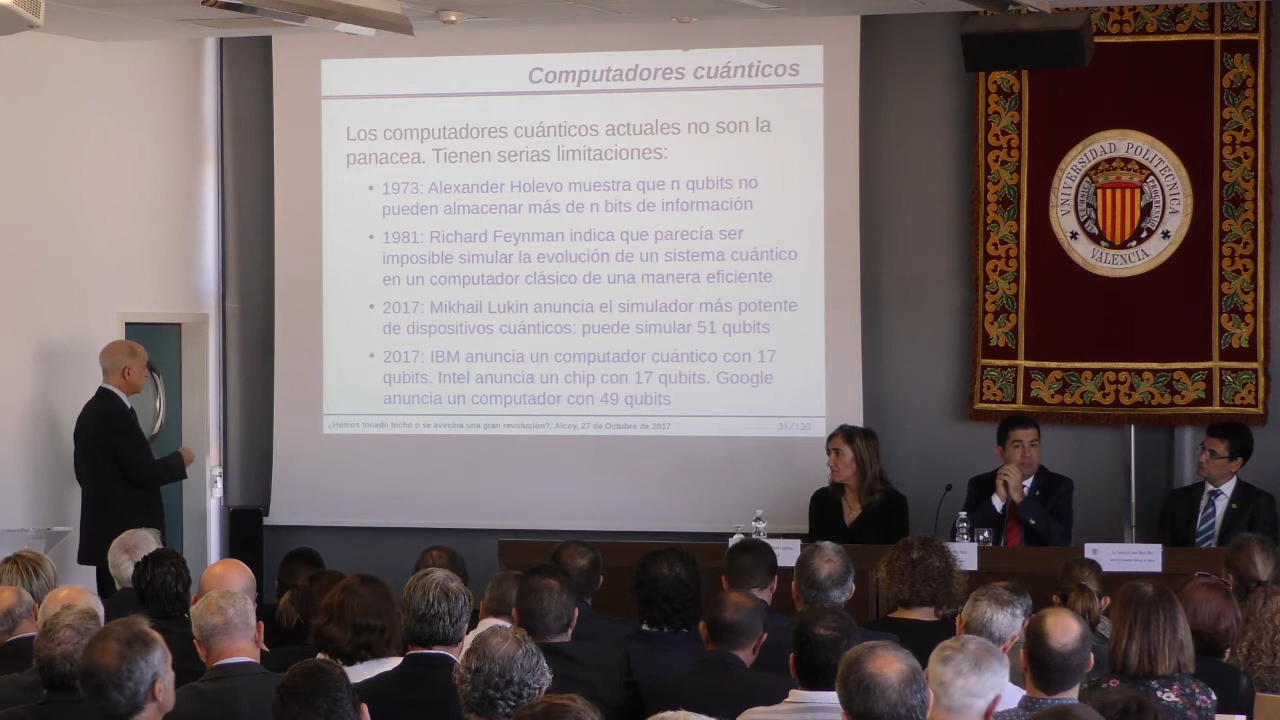 Computadores cuánticos
Los computadores cuánticos actuales no son la
panacea. Tienen serias limitaciones:
• 1973: Alexander Holevo muestra que n qubits no
pueden almacenar más de n bits de información
• 1981: Richard Feynman indica que parecía ser
imposible simular la evolución de un sistema cuántico
en un computador clásico de una manera eficiente
• 2017: Mikhail Lukin anuncia el simulador más potente
de dispositivos cuánticos: puede simular 51 qubits
• 2017: IBM anuncia un computador cuántico con 17
qubits. Intel anuncia un chip con 17 qubits. Google
anuncia un computador con 49 qubits
¿Hemos tocado techo o se avecina una gran revolución?, Alcoy, 27 de Octubre de 2017
31/130
VNIVERSIDAD POLITECNICA
VALENCIA